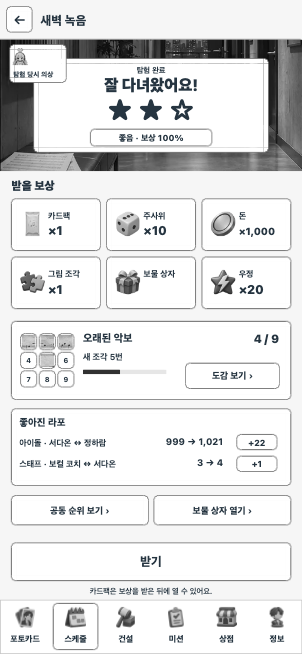 새벽 녹음
탐험 당시 의상
탐험 완료
잘 다녀왔어요!
좋음 · 보상 100%
받을 보상
카드팩
×1
주사위
×10
돈
×1,000
그림 조각
×1
보물 상자
우정
×20
오래된 악보
4 / 9
새 조각 5번
4
6
7
8
9
도감 보기 ›
좋아진 라포
아이돌 · 서다온 ↔ 정하람
999 → 1,021
+22
스태프 · 보컬 코치 ↔ 서다온
3 → 4
+1
공동 순위 보기 ›
보물 상자 열기 ›
받기
카드팩은 보상을 받은 뒤에 열 수 있어요.
포토카드
스케줄
건설
미션
상점
정보